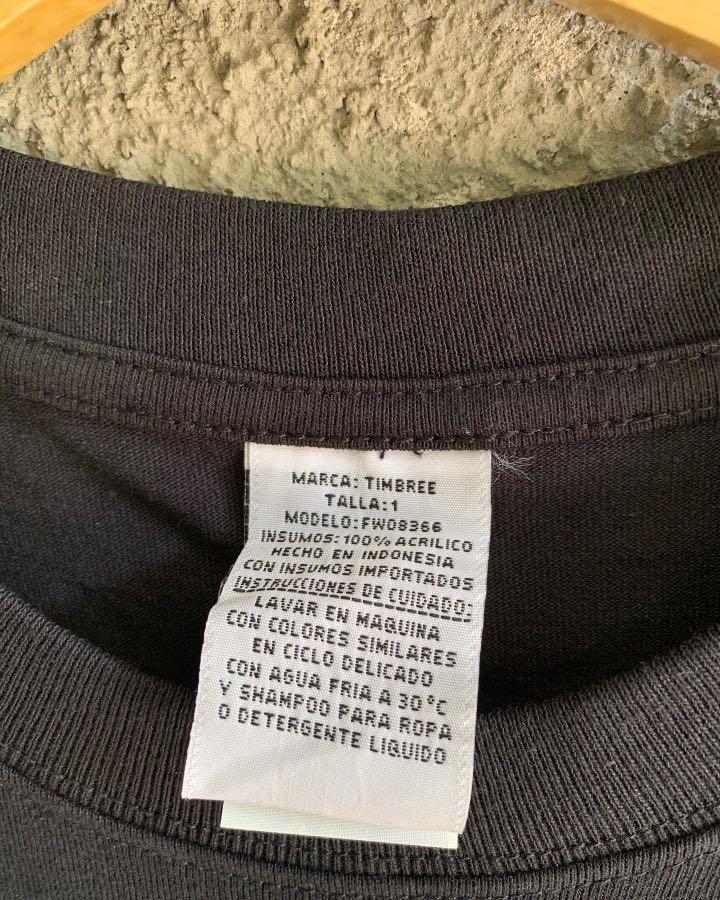 MARCA: TIMBREE
TALLA:1
MODELO:FW08366
INSUMOS: 100% ACRILICO
HECHO EN INDONESIA
CON INSUMOS IMPORTADOS
INSTRUCCIONES DE CUIDADO:
LAVAR EN MAQUINA
CON COLORES SIMILARES
EN CICLO DELICADO
CON AGUA FRIA A 30°C
Y SHAMPOO PARA ROPA
O DETERGENTE LIQUIDO